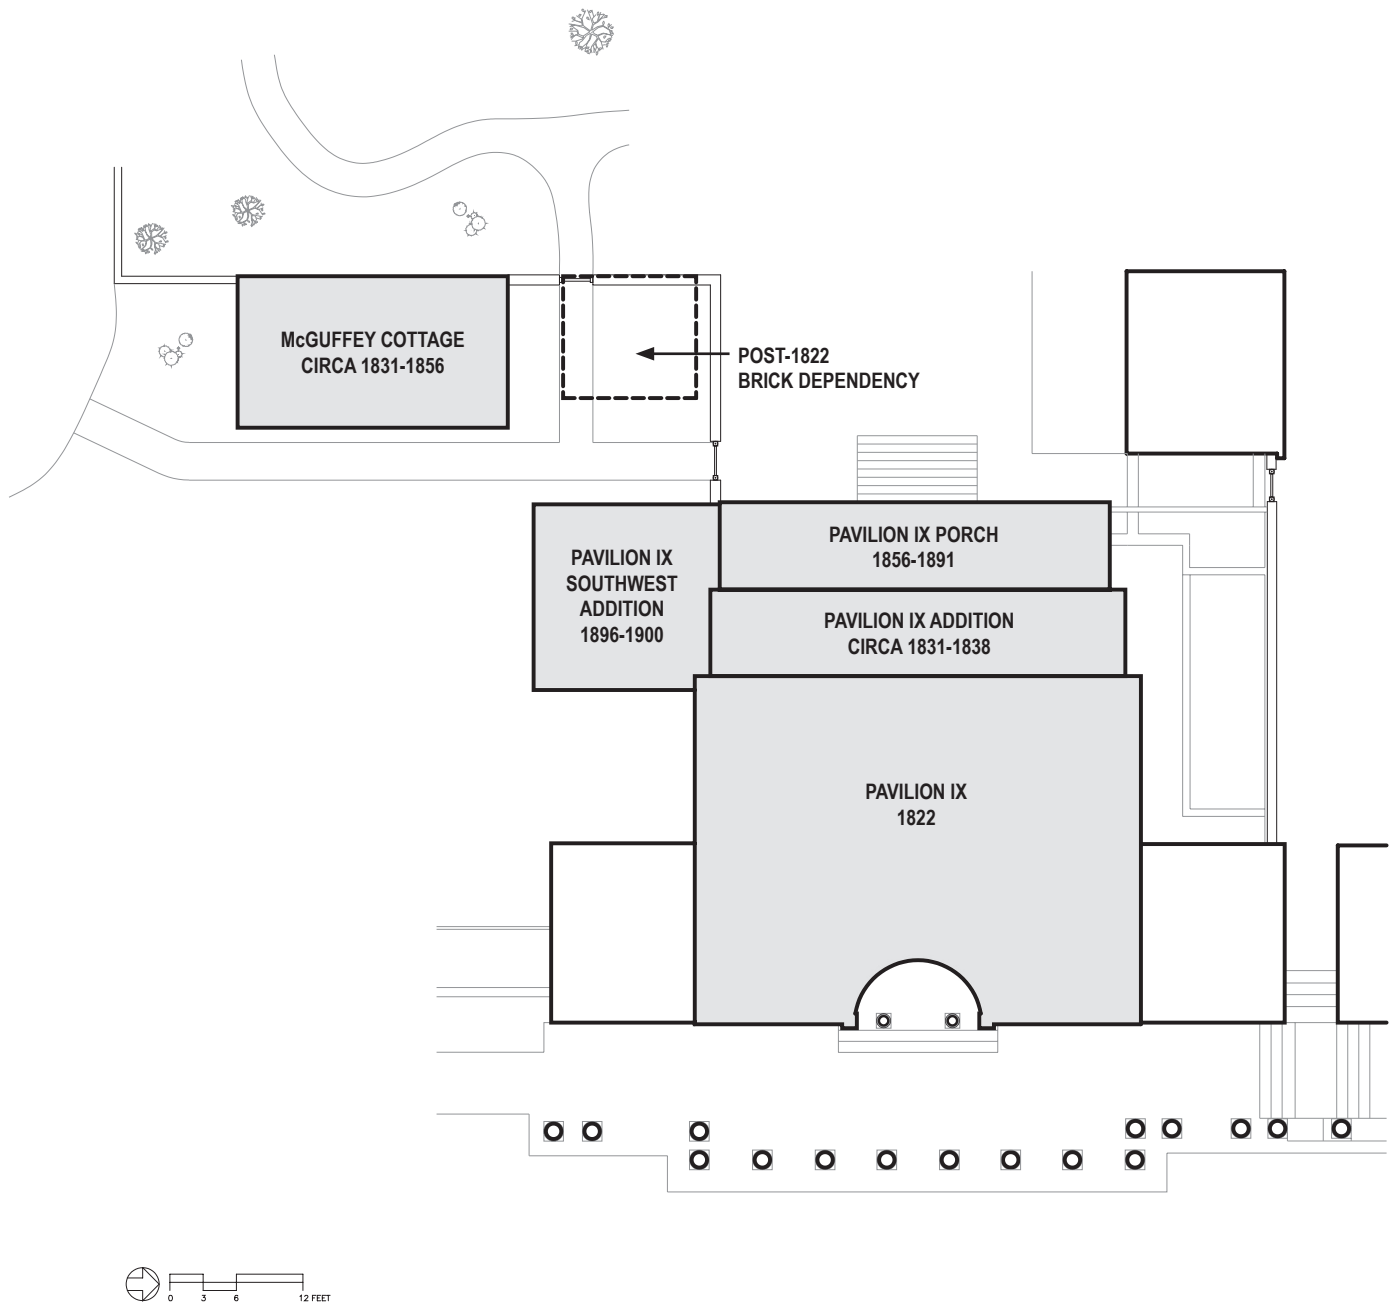 McGUFFEY COTTAGE
CIRCA 1831-1856
POST-1822
BRICK DEPENDENCY
PAVILION IX
SOUTHWEST
ADDITION
1896-1900
PAVILION IX PORCH
1856-1891
PAVILION IX ADDITION
CIRCA 1831-1838
PAVILION IX
1822
0 3 6 12 FEET